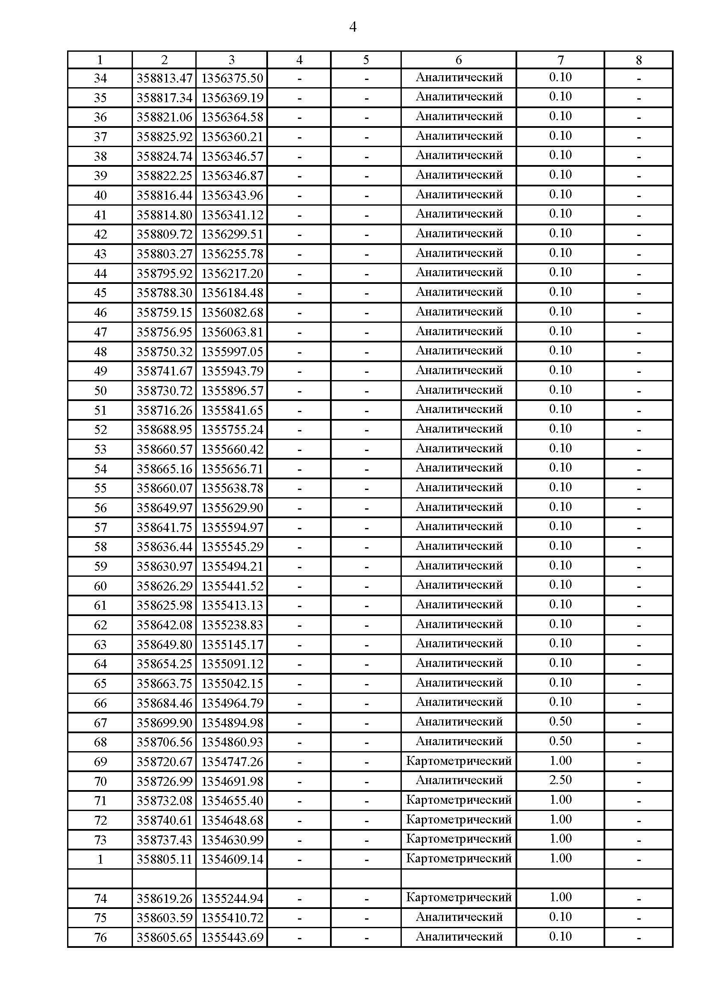 4
1 2 3 4 5 6 7 8
34 358813.47 1356375.50 - - Аналитический 0.10 -
35 358817.34 1356369.19 - - Аналитический 0.10 -
36 358821.06 1356364.58 - - Аналитический 0.10 -
37 358825.92 1356360.21 - - Аналитический 0.10 -
38 358824.74 1356346.57 - - Аналитический 0.10 -
39 358822.25 1356346.87 - - Аналитический 0.10 -
40 358816.44 1356343.96 - - Аналитический 0.10 -
41 358814.80 1356341.12 - - Аналитический 0.10 -
42 358809.72 1356299.51 - - Аналитический 0.10 -
43 358803.27 1356255.78 - - Аналитический 0.10 -
44 358795.92 1356217.20 - - Аналитический 0.10 -
45 358788.30 1356184.48 - - Аналитический 0.10 -
46 358759.15 1356082.68 - - Аналитический 0.10 -
47 358756.95 1356063.81 - - Аналитический 0.10 -
48 358750.32 1355997.05 - - Аналитический 0.10 -
49 358741.67 1355943.79 - - Аналитический 0.10 -
50 358730.72 1355896.57 - - Аналитический 0.10 -
51 358716.26 1355841.65 - - Аналитический 0.10 -
52 358688.95 1355755.24 - - Аналитический 0.10 -
53 358660.57 1355660.42 - - Аналитический 0.10 -
54 358665.16 1355656.71 - - Аналитический 0.10 -
55 358660.07 1355638.78 - - Аналитический 0.10 -
56 358649.97 1355629.90 - - Аналитический 0.10 -
57 358641.75 1355594.97 - - Аналитический 0.10 -
58 358636.44 1355545.29 - - Аналитический 0.10 -
59 358630.97 1355494.21 - - Аналитический 0.10 -
60 358626.29 1355441.52 - - Аналитический 0.10 -
61 358625.98 1355413.13 - - Аналитический 0.10 -
62 358642.08 1355238.83 - - Аналитический 0.10 -
63 358649.80 1355145.17 - - Аналитический 0.10 -
64 358654.25 1355091.12 - - Аналитический 0.10 -
65 358663.75 1355042.15 - - Аналитический 0.10 -
66 358684.46 1354964.79 - - Аналитический 0.10 -
67 358699.90 1354894.98 - - Аналитический 0.50 -
68 358706.56 1354860.93 - - Аналитический 0.50 -
69 358720.67 1354747.26 - - Картометрический 1.00 -
70 358726.99 1354691.98 - - Аналитический 2.50 -
71 358732.08 1354655.40 - - Картометрический 1.00 -
72 358740.61 1354648.68 - - Картометрический 1.00 -
73 358737.43 1354630.99 - - Картометрический 1.00 -
1 358805.11 1354609.14 - - Картометрический 1.00 -
74 358619.26 1355244.94 - - Картометрический 1.00 -
75 358603.59 1355410.72 - - Аналитический 0.10 -
76 358605.65 1355443.69 - - Аналитический 0.10 -